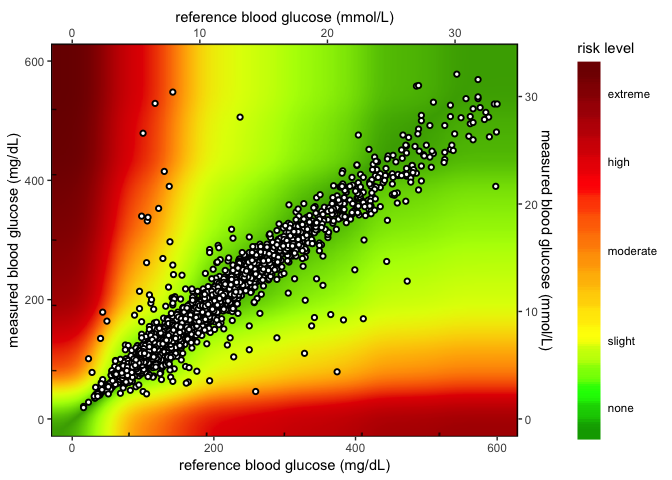 reference blood glucose (mmol/L)
0 10 20 30
risk level
600
400
200
0
measured blood glucose (mg/dL)
30
20
10
0
measured blood glucose (mmol/L)
extreme
high
moderate
slight
none
0 200 400 600
reference blood glucose (mg/dL)